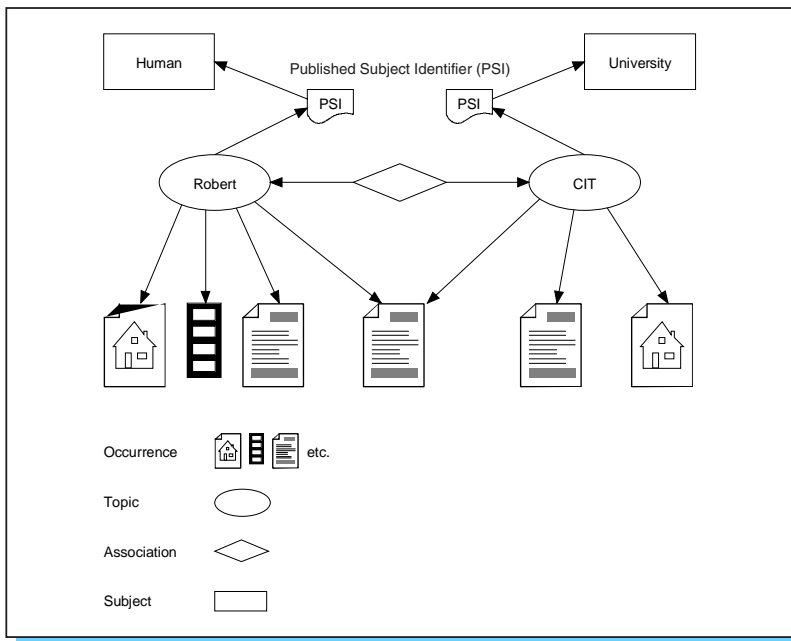 Human
Published Subject Identifier (PSI)
University
PSI
PSI
Robert
CIT
Occurrence
etc.
Topic
Association
Subject